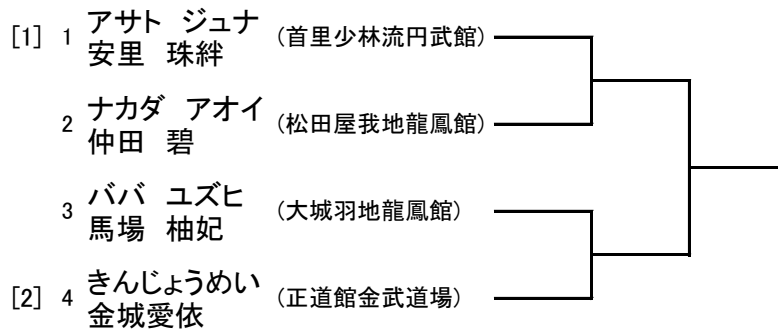 アサト　ジュナ
[1] 1 安里　珠絆 (首里少林流円武館)
ナカダ　アオイ
2 仲田　碧 (松田屋我地龍鳳館)
ババ　ユズヒ
3 馬場　柚妃 (大城羽地龍鳳館)
きんじょうめい
[2] 4 金城愛依 (正道館金武道場)